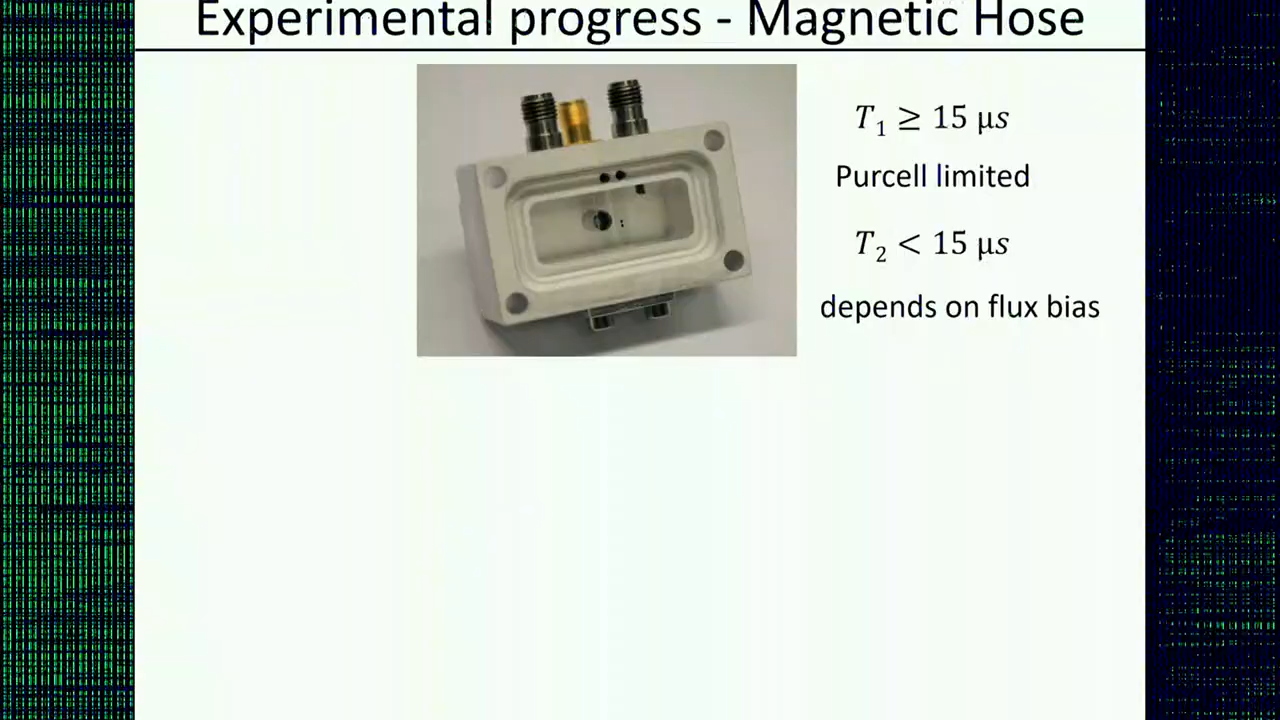 Experimental progress - Magnetic Hose
T₁ ≥ 15 μs
Purcell limited
T₂ < 15 μs
depends on flux bias